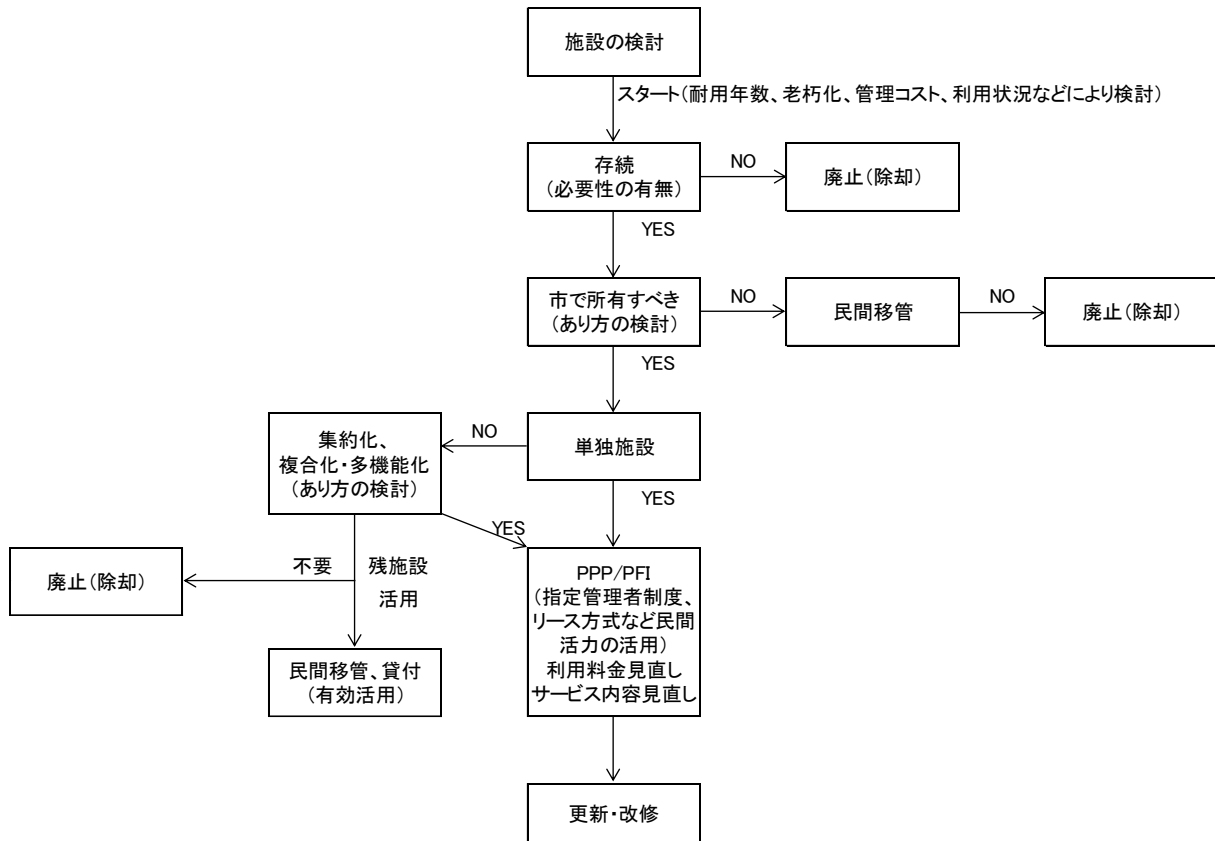 施設の検討
スタート(耐用年数、老朽化、管理コスト、利用状況などにより検討)
存続
(必要性の有無)
NO
廃止(除却)
YES
市で所有すべき
(あり方の検討)
NO
民間移管
NO
廃止(除却)
YES
集約化、
複合化・多機能化
(あり方の検討)
NO
単独施設
YES
YES
廃止(除却)
不要
残施設
活用
PPP/PFI
(指定管理者制度、
リース方式など民間
活力の活用)
利用料金見直し
サービス内容見直し
民間移管、貸付
(有効活用)
更新・改修